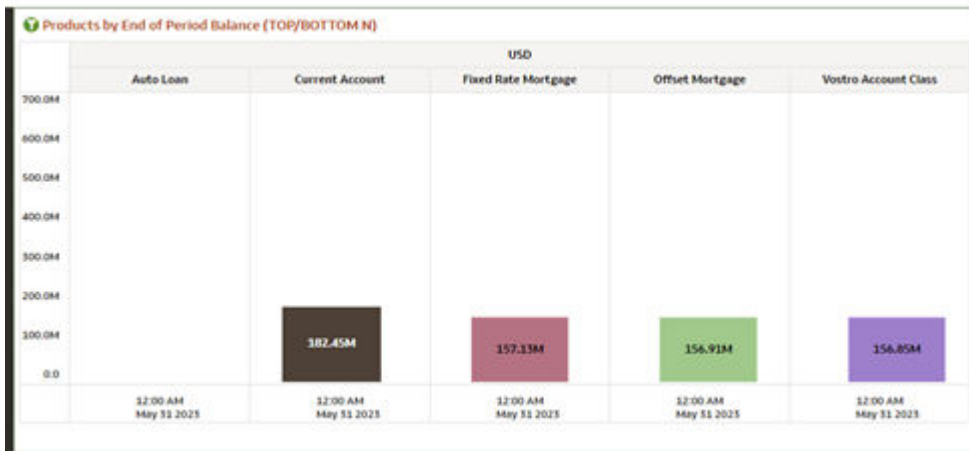 Products by End of Period Balance (TOP/BOTTOM N)
USD
Auto Loan Current Account Fixed Rate Mortgage Offset Mortgage Vostro Account Class
700.0M
600.0M
500.0M
400.0M
300.0M
200.0M
100.0M
0.0
182.45M 157.13M 156.91M 156.85M
12:00 AM 12:00 AM 12:00 AM 12:00 AM 12:00 AM
May 31 2023 May 31 2023 May 31 2023 May 31 2023 May 31 2023